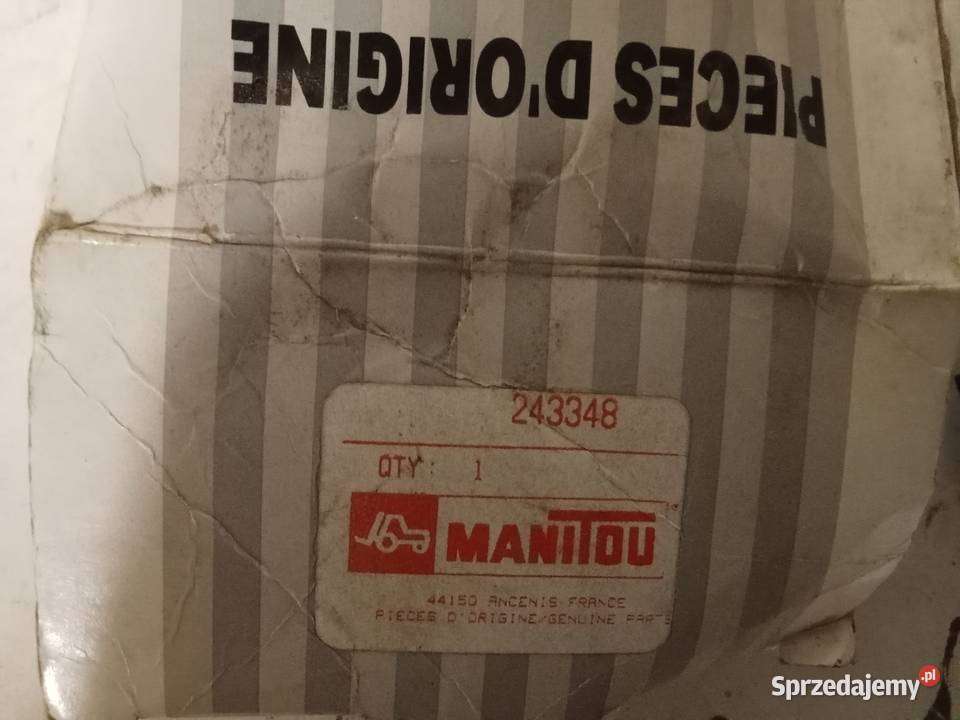 PIECES D'ORIGINE
243348
QTY: 1
MANITOU
44150 ANCENIS FRANCE
PIECES D'ORIGINE/GENUINE PARTS
Sprzedajemy.pl